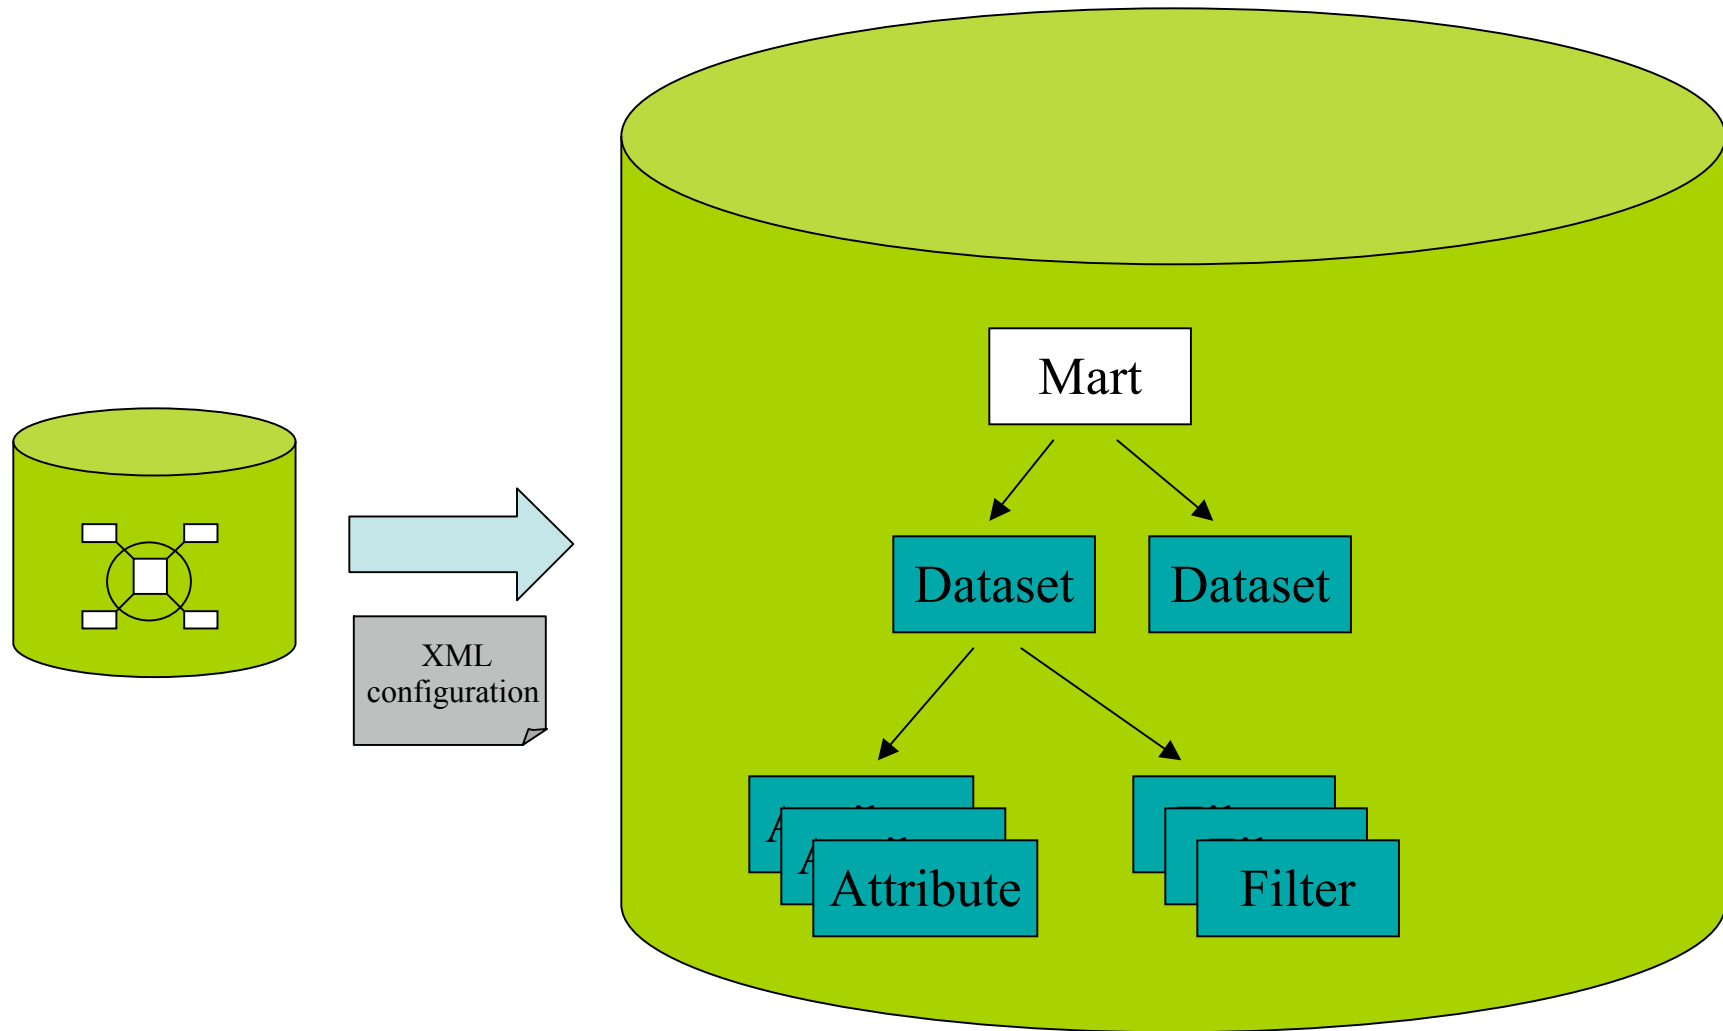 Mart
Dataset
Dataset
XML
configuration
Attribute
Filter